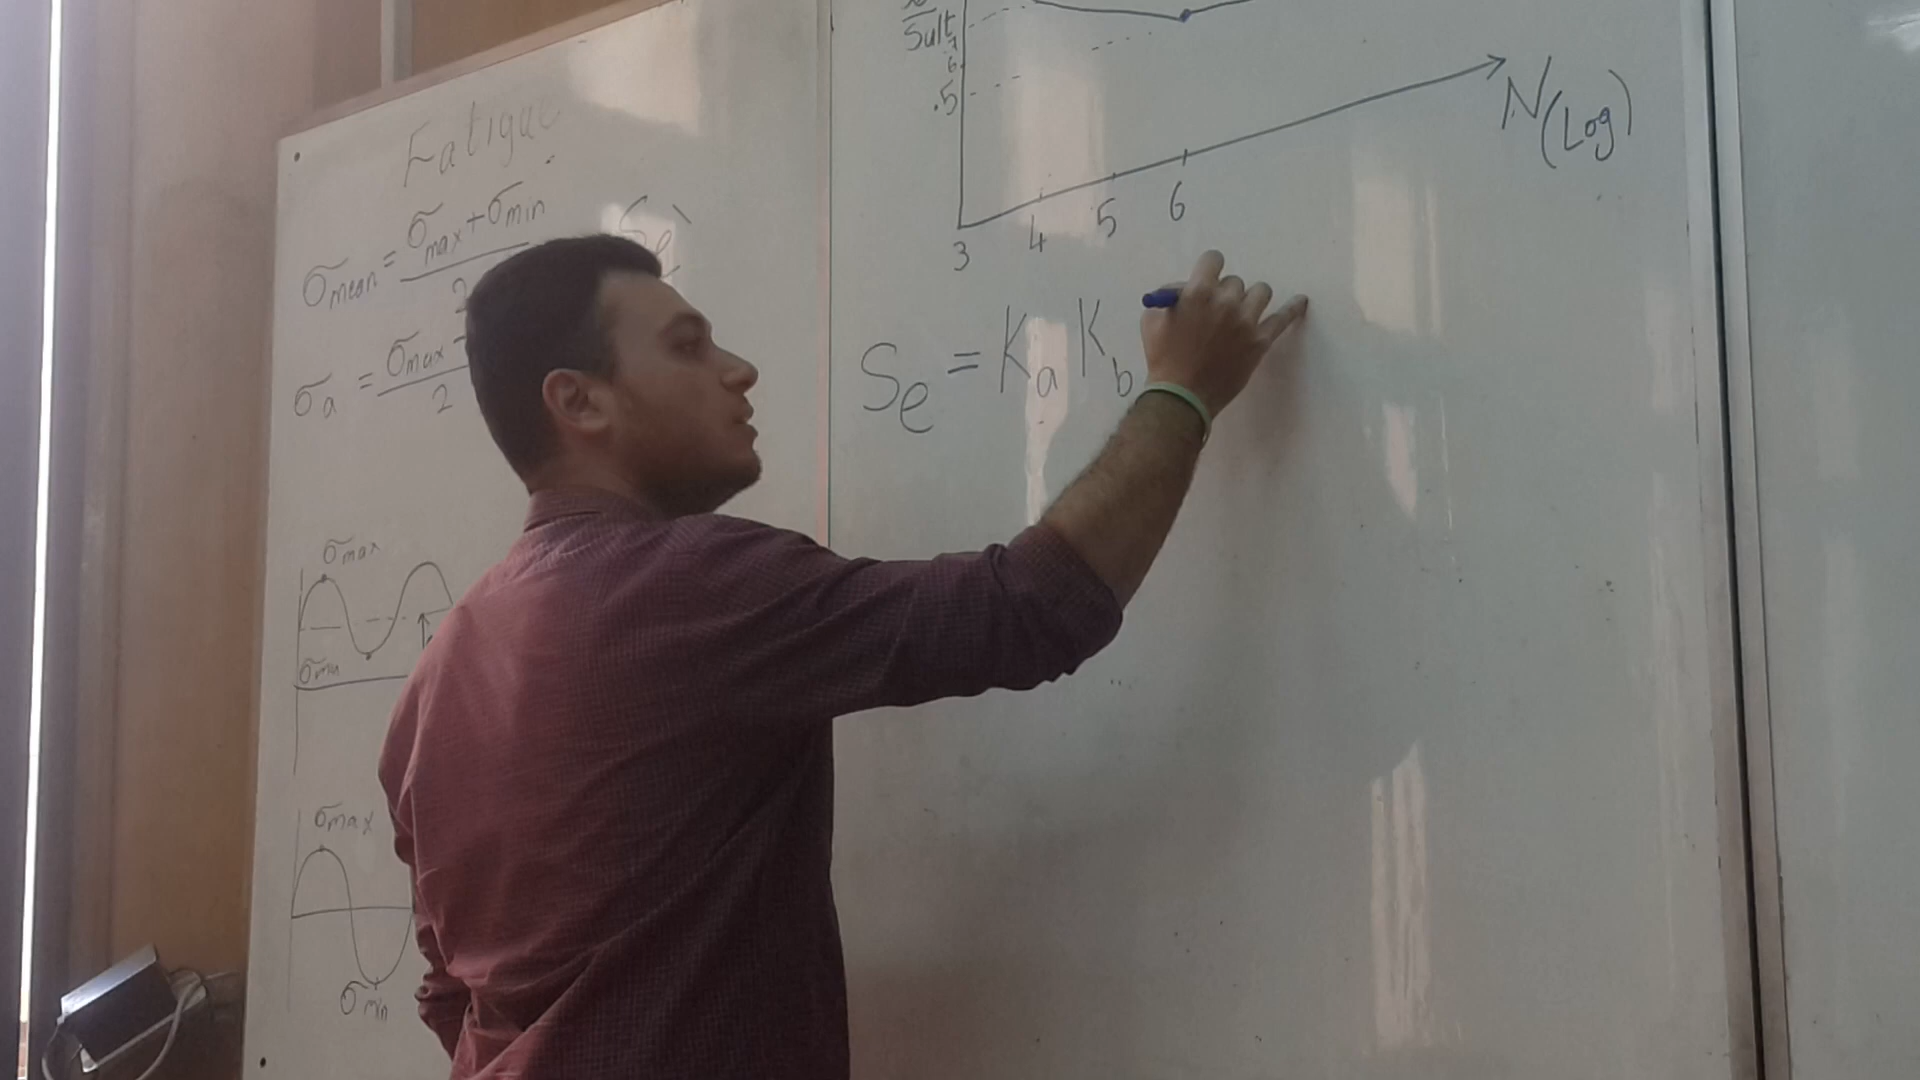 Fatigue
σmean = σmax + σmin
2
Se`
σa = σmax -
2
σmax
σmin
σmax
σmin
Sult
7
6
.5
3 4 5 6
N (Log)
Se = Ka Kb